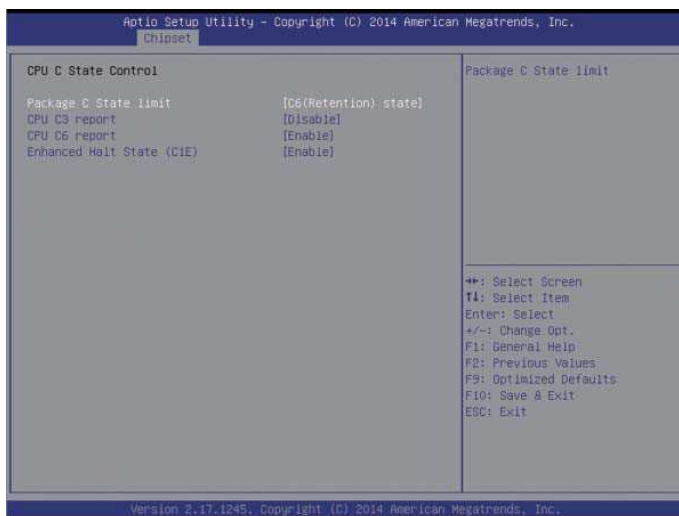 Aptio Setup Utility – Copyright (C) 2014 American Megatrends, Inc.
Chipset
CPU C State Control
Package C State limit [C6(Retention) state]
CPU C3 report [Disable]
CPU C6 report [Enable]
Enhanced Halt State (C1E) [Enable]
Package C State limit
→←: Select Screen
↑↓: Select Item
Enter: Select
+/-: Change Opt.
F1: General Help
F2: Previous Values
F9: Optimized Defaults
F10: Save & Exit
ESC: Exit
Version 2.17.1245. Copyright (C) 2014 American Megatrends, Inc.